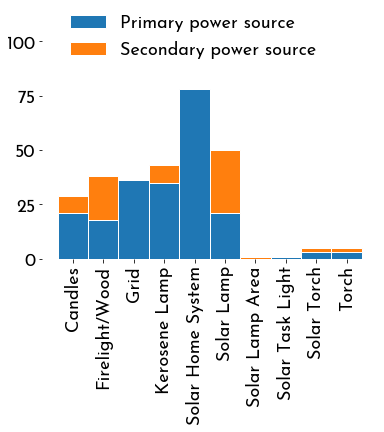 Primary power source
Secondary power source
100
75
50
25
0
Candles
Firelight/Wood
Grid
Kerosene Lamp
Solar Home System
Solar Lamp
Solar Lamp Area
Solar Task Light
Solar Torch
Torch